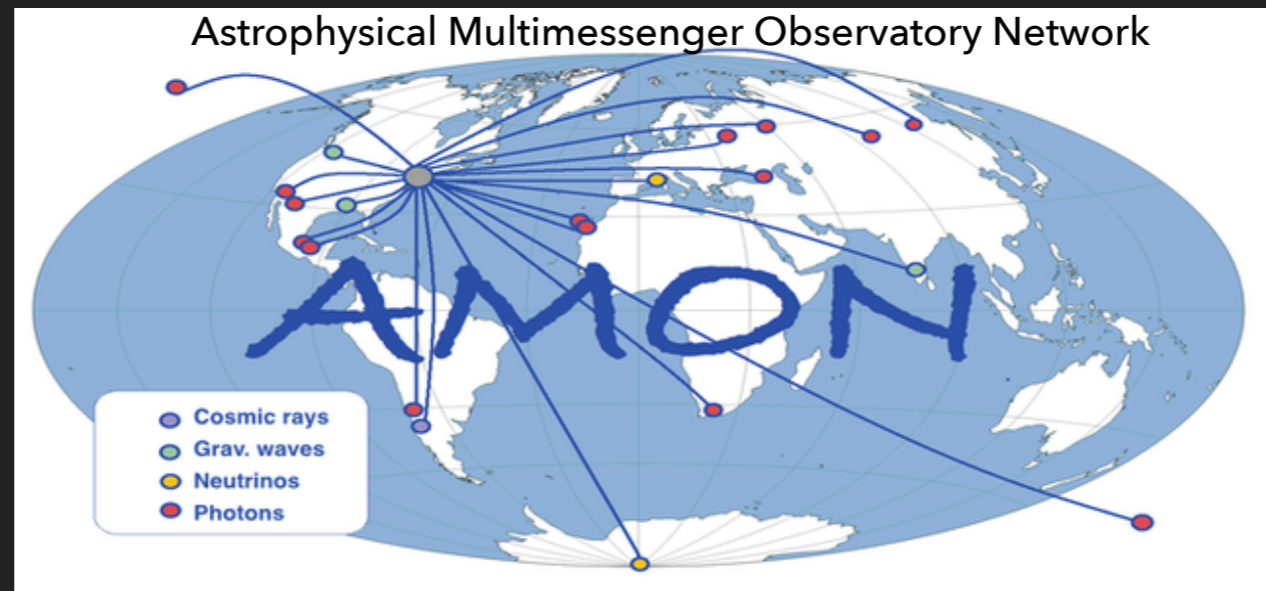 Astrophysical Multimessenger Observatory Network
AMON
Cosmic rays
Grav. waves
Neutrinos
Photons